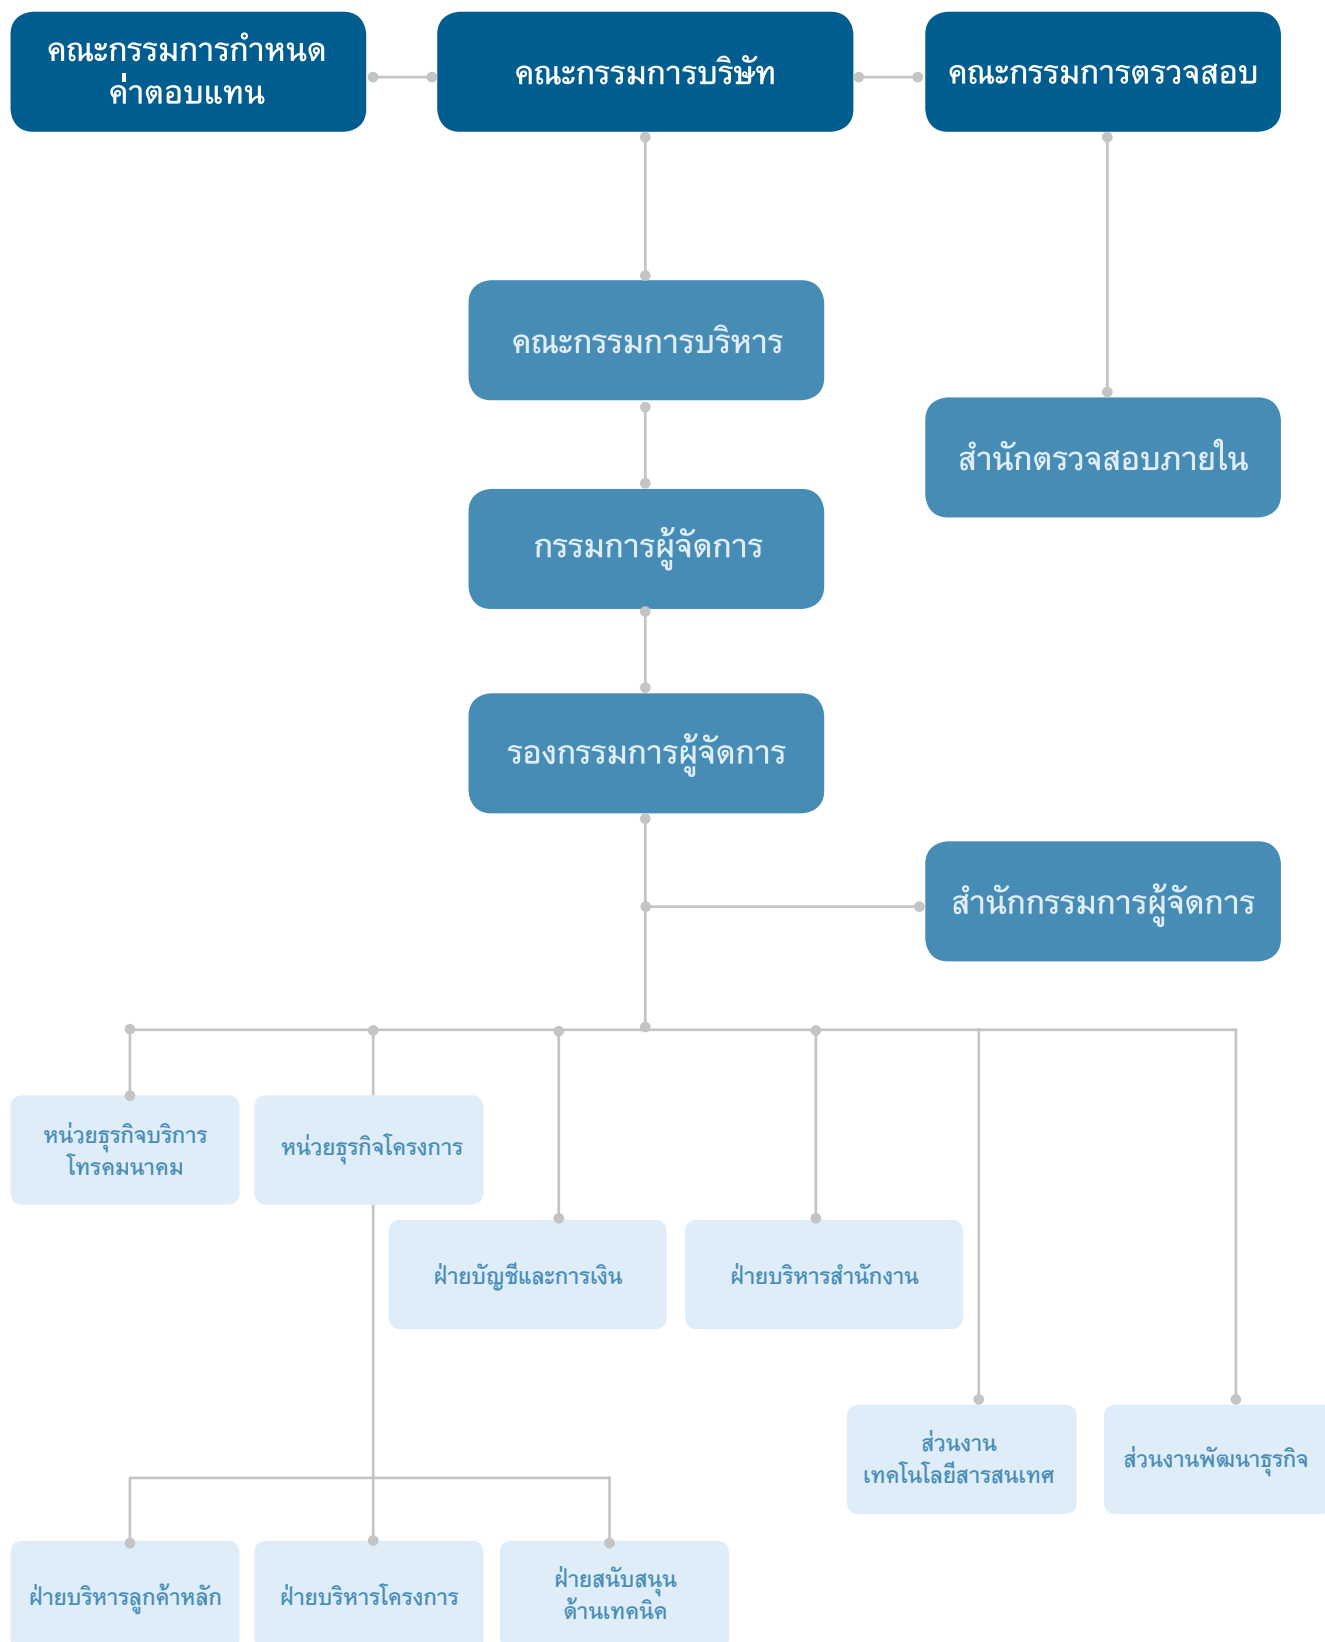 คณะกรรมการกำหนด
ค่าตอบแทน
คณะกรรมการบริษัท
คณะกรรมการตรวจสอบ
คณะกรรมการบริหาร
สำนักตรวจสอบภายใน
กรรมการผู้จัดการ
รองกรรมการผู้จัดการ
สำนักกรรมการผู้จัดการ
หน่วยธุรกิจบริการ
โทรคมนาคม
หน่วยธุรกิจโครงการ
ฝ่ายบัญชีและการเงิน
ฝ่ายบริหารสำนักงาน
ส่วนงาน
เทคโนโลยีสารสนเทศ
ส่วนงานพัฒนาธุรกิจ
ฝ่ายบริหารลูกค้าหลัก
ฝ่ายบริหารโครงการ
ฝ่ายสนับสนุน
ด้านเทคนิค